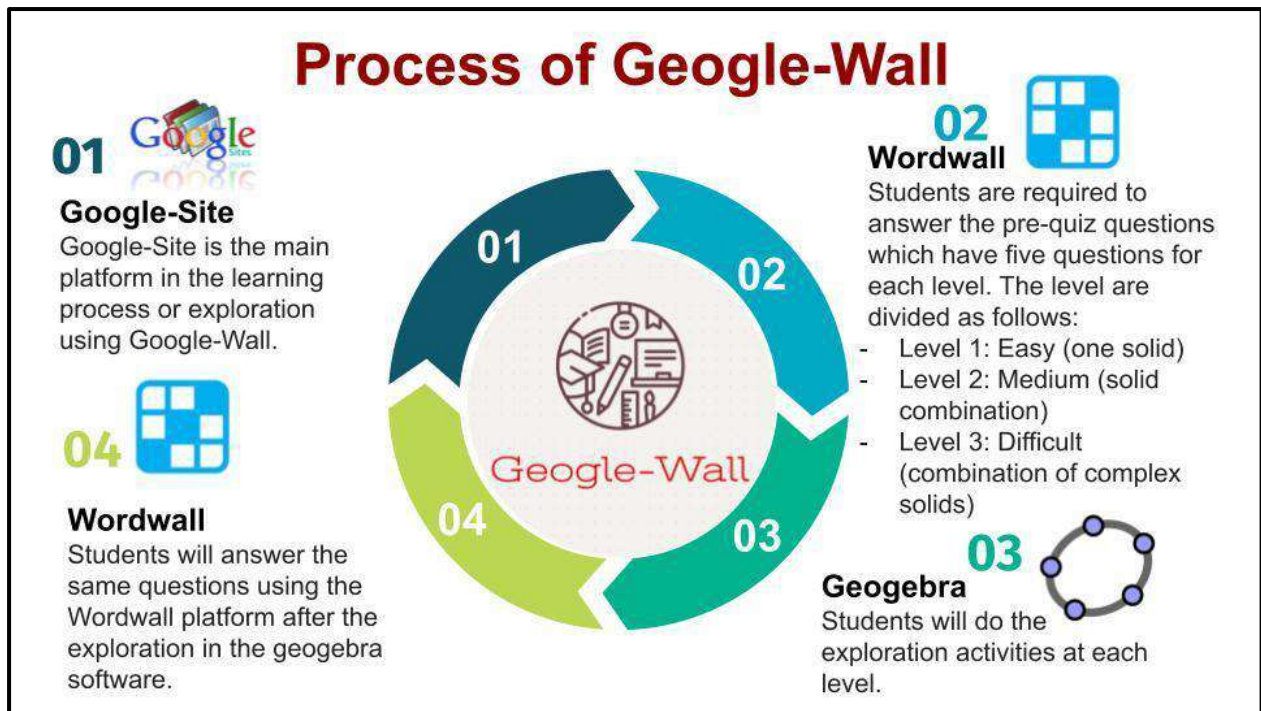 Process of Geogle-Wall
01
Google
Sites
Google-Site
Google-Site is the main
platform in the learning
process or exploration
using Google-Wall.
02
Wordwall
Students are required to
answer the pre-quiz questions
which have five questions for
each level. The level are
divided as follows:
- Level 1: Easy (one solid)
- Level 2: Medium (solid
combination)
- Level 3: Difficult
(combination of complex
solids)
03
Geogebra
Students will do the
exploration activities at each
level.
04
Wordwall
Students will answer the
same questions using the
Wordwall platform after the
exploration in the geogebra
software.
01
02
03
04
Geogle-Wall